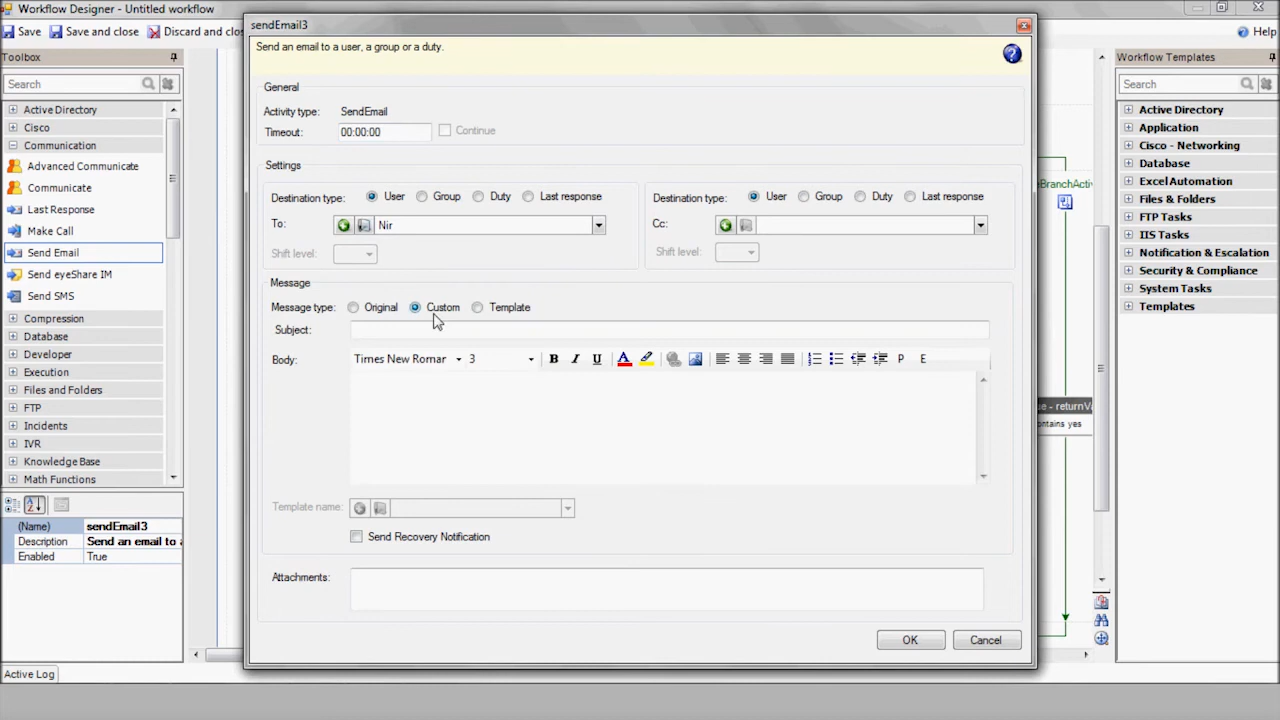 Workflow Designer - Untitled workflow
Save
Save and close
Discard and clo
Help
Toolbox
Search
Active Directory
Cisco
Communication
Advanced Communicate
Communicate
Last Response
Make Call
Send Email
Send eyeShare IM
Send SMS
Compression
Database
Developer
Execution
Files and Folders
FTP
Incidents
IVR
Knowledge Base
Math Functions
(Name) sendEmail3
Description Send an email to a
Enabled True
Active Log
sendEmail3
Send an email to a user, a group or a duty.
General
Activity type: SendEmail
Timeout: 00:00:00 Continue
Settings
Destination type: User Group Duty Last response
To: Nir
Shift level:
Destination type: User Group Duty Last response
Cc:
Shift level:
Message
Message type: Original Custom Template
Subject:
Body: Times New Romar 3 B I U A P E
Template name:
Send Recovery Notification
Attachments:
OK Cancel
eBranchActiv
ue - returnVa
ontains yes
Workflow Templates
Search
Active Directory
Application
Cisco - Networking
Database
Excel Automation
Files & Folders
FTP Tasks
IIS Tasks
Notification & Escalation
Security & Compliance
System Tasks
Templates